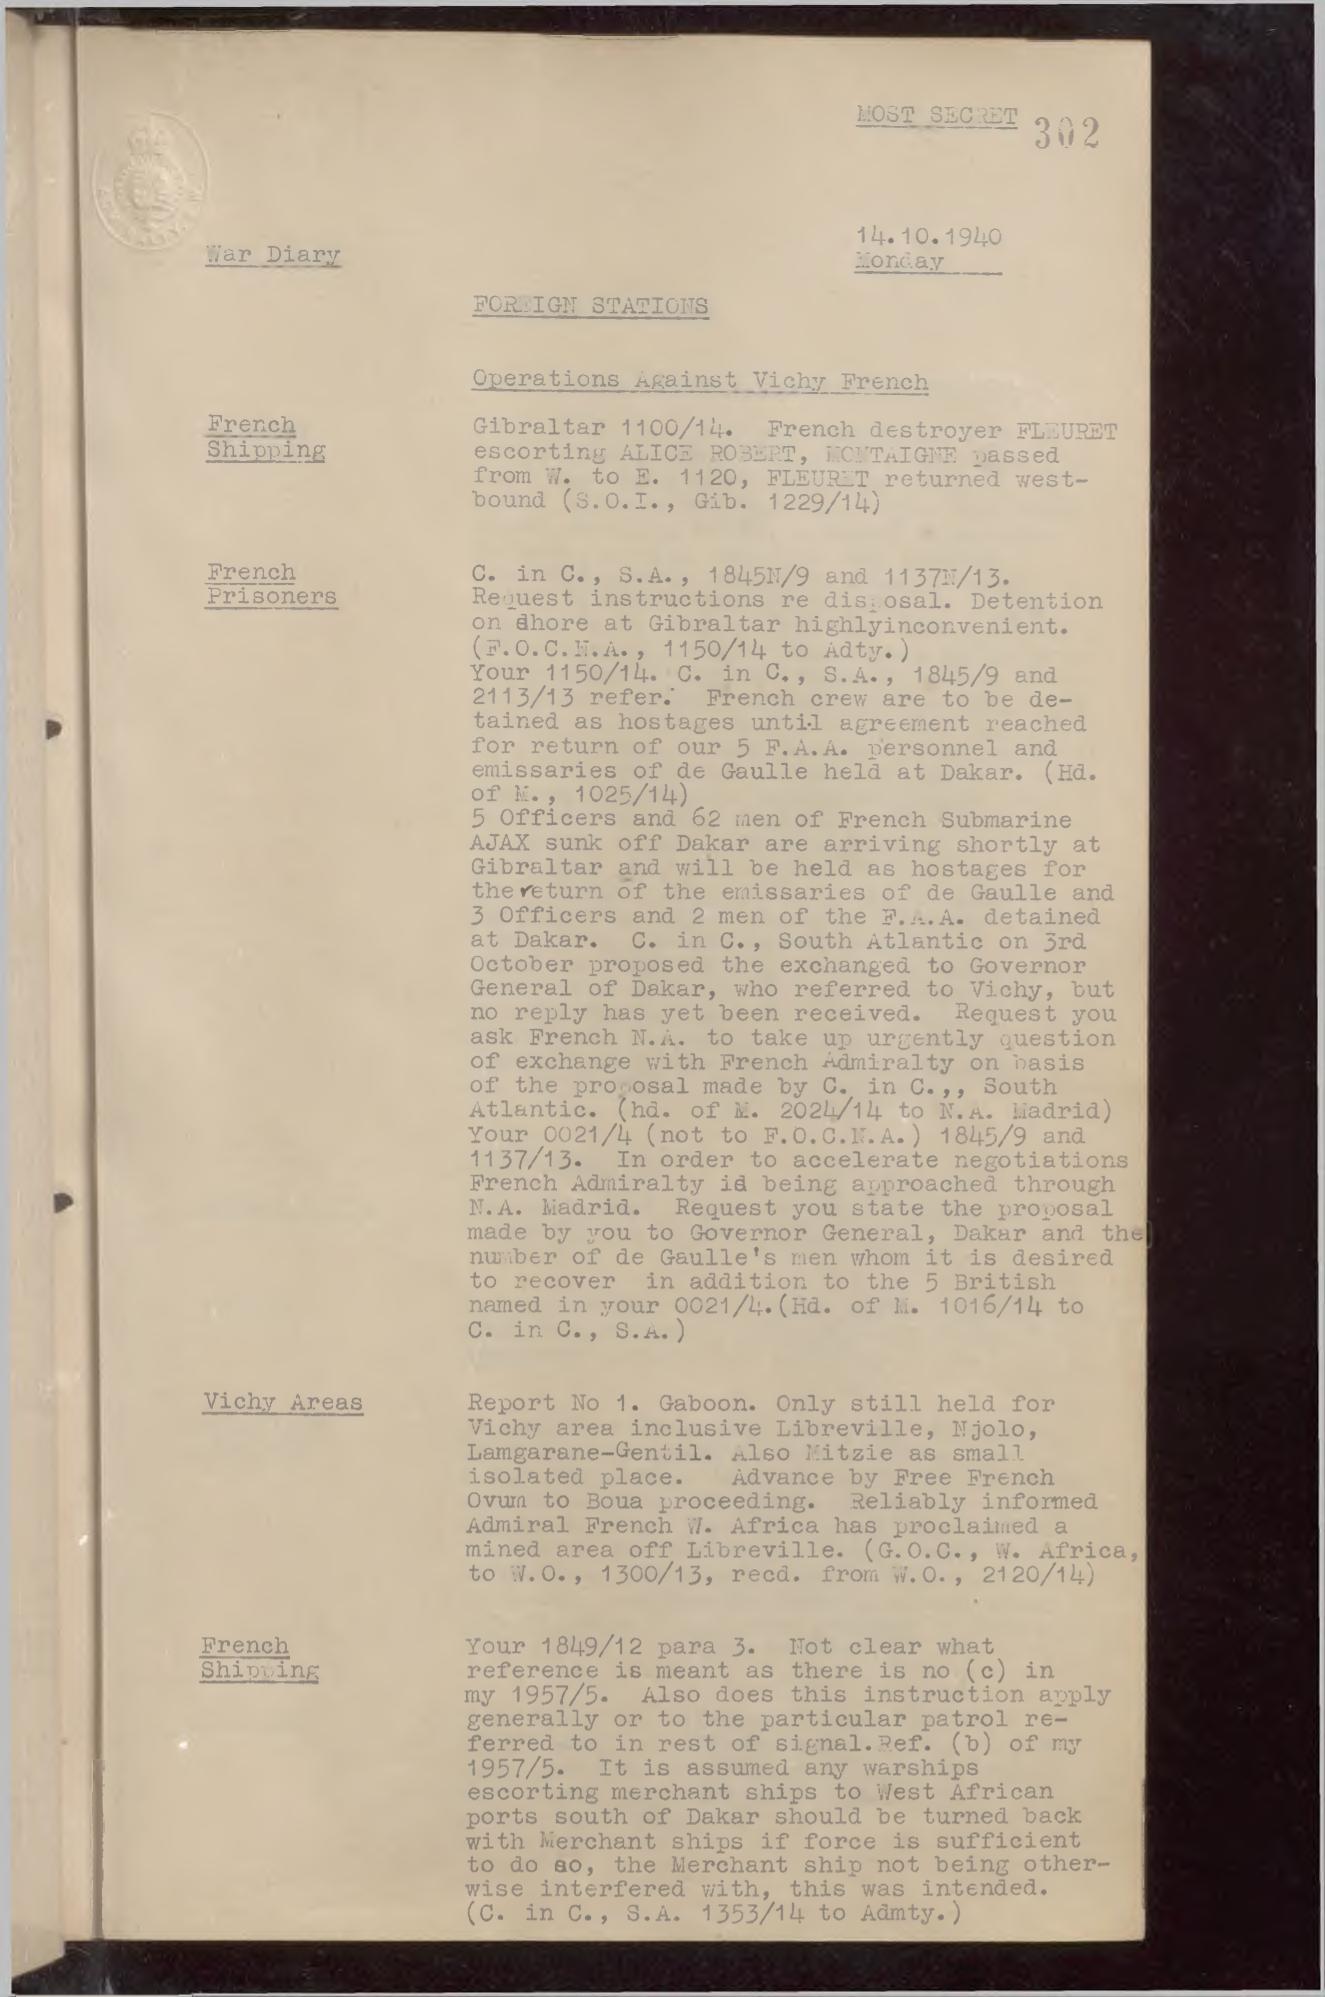 MOST SECRET
302
14.10.1940
War Diary
Monday
FOREIGN STATIONS
Operations Against Vichy French
French
Shipping
Gibraltar 1100/14. French destroyer FLEURET
escorting ALICE ROBERT, MONTAIGNE passed
from W. to E. 1120, FLEURET returned west-
bound (S.O.I., Gib. 1229/14)
French
Prisoners
C. in C., S.A., 1845N/9 and 1137N/13.
Request instructions re disposal. Detention
on shore at Gibraltar highlyinconvenient.
(F.O.C.N.A., 1150/14 to Adty.)
Your 1150/14. C. in C., S.A., 1845/9 and
2113/13 refer. French crew are to be de-
tained as hostages until agreement reached
for return of our 5 F.A.A. personnel and
emissaries of de Gaulle held at Dakar. (Hd.
of M., 1025/14)
5 Officers and 62 men of French Submarine
AJAX sunk off Dakar are arriving shortly at
Gibraltar and will be held as hostages for
the return of the emissaries of de Gaulle and
3 Officers and 2 men of the F.A.A. detained
at Dakar. C. in C., South Atlantic on 3rd
October proposed the exchanged to Governor
General of Dakar, who referred to Vichy, but
no reply has yet been received. Request you
ask French N.A. to take up urgently question
of exchange with French Admiralty on basis
of the proposal made by C. in C.,, South
Atlantic. (hd. of M. 2024/14 to N.A. Madrid)
Your 0021/4 (not to F.O.C.N.A.) 1845/9 and
1137/13. In order to accelerate negotiations
French Admiralty is being approached through
N.A. Madrid. Request you state the proposal
made by you to Governor General, Dakar and the
number of de Gaulle's men whom it is desired
to recover in addition to the 5 British
named in your 0021/4.(Hd. of M. 1016/14 to
C. in C., S.A.)
Vichy Areas
Report No 1. Gaboon. Only still held for
Vichy area inclusive Libreville, Njolo,
Lamgarane-Gentil. Also Mitzie as small
isolated place. Advance by Free French
Ovum to Boua proceeding. Reliably informed
Admiral French W. Africa has proclaimed a
mined area off Libreville. (G.O.C., W. Africa,
to W.O., 1300/13, recd. from W.O., 2120/14)
French
Shipping
Your 1849/12 para 3. Not clear what
reference is meant as there is no (c) in
my 1957/5. Also does this instruction apply
generally or to the particular patrol re-
ferred to in rest of signal.Ref. (b) of my
1957/5. It is assumed any warships
escorting merchant ships to West African
ports south of Dakar should be turned back
with Merchant ships if force is sufficient
to do so, the Merchant ship not being other-
wise interfered with, this was intended.
(C. in C., S.A. 1353/14 to Admty.)